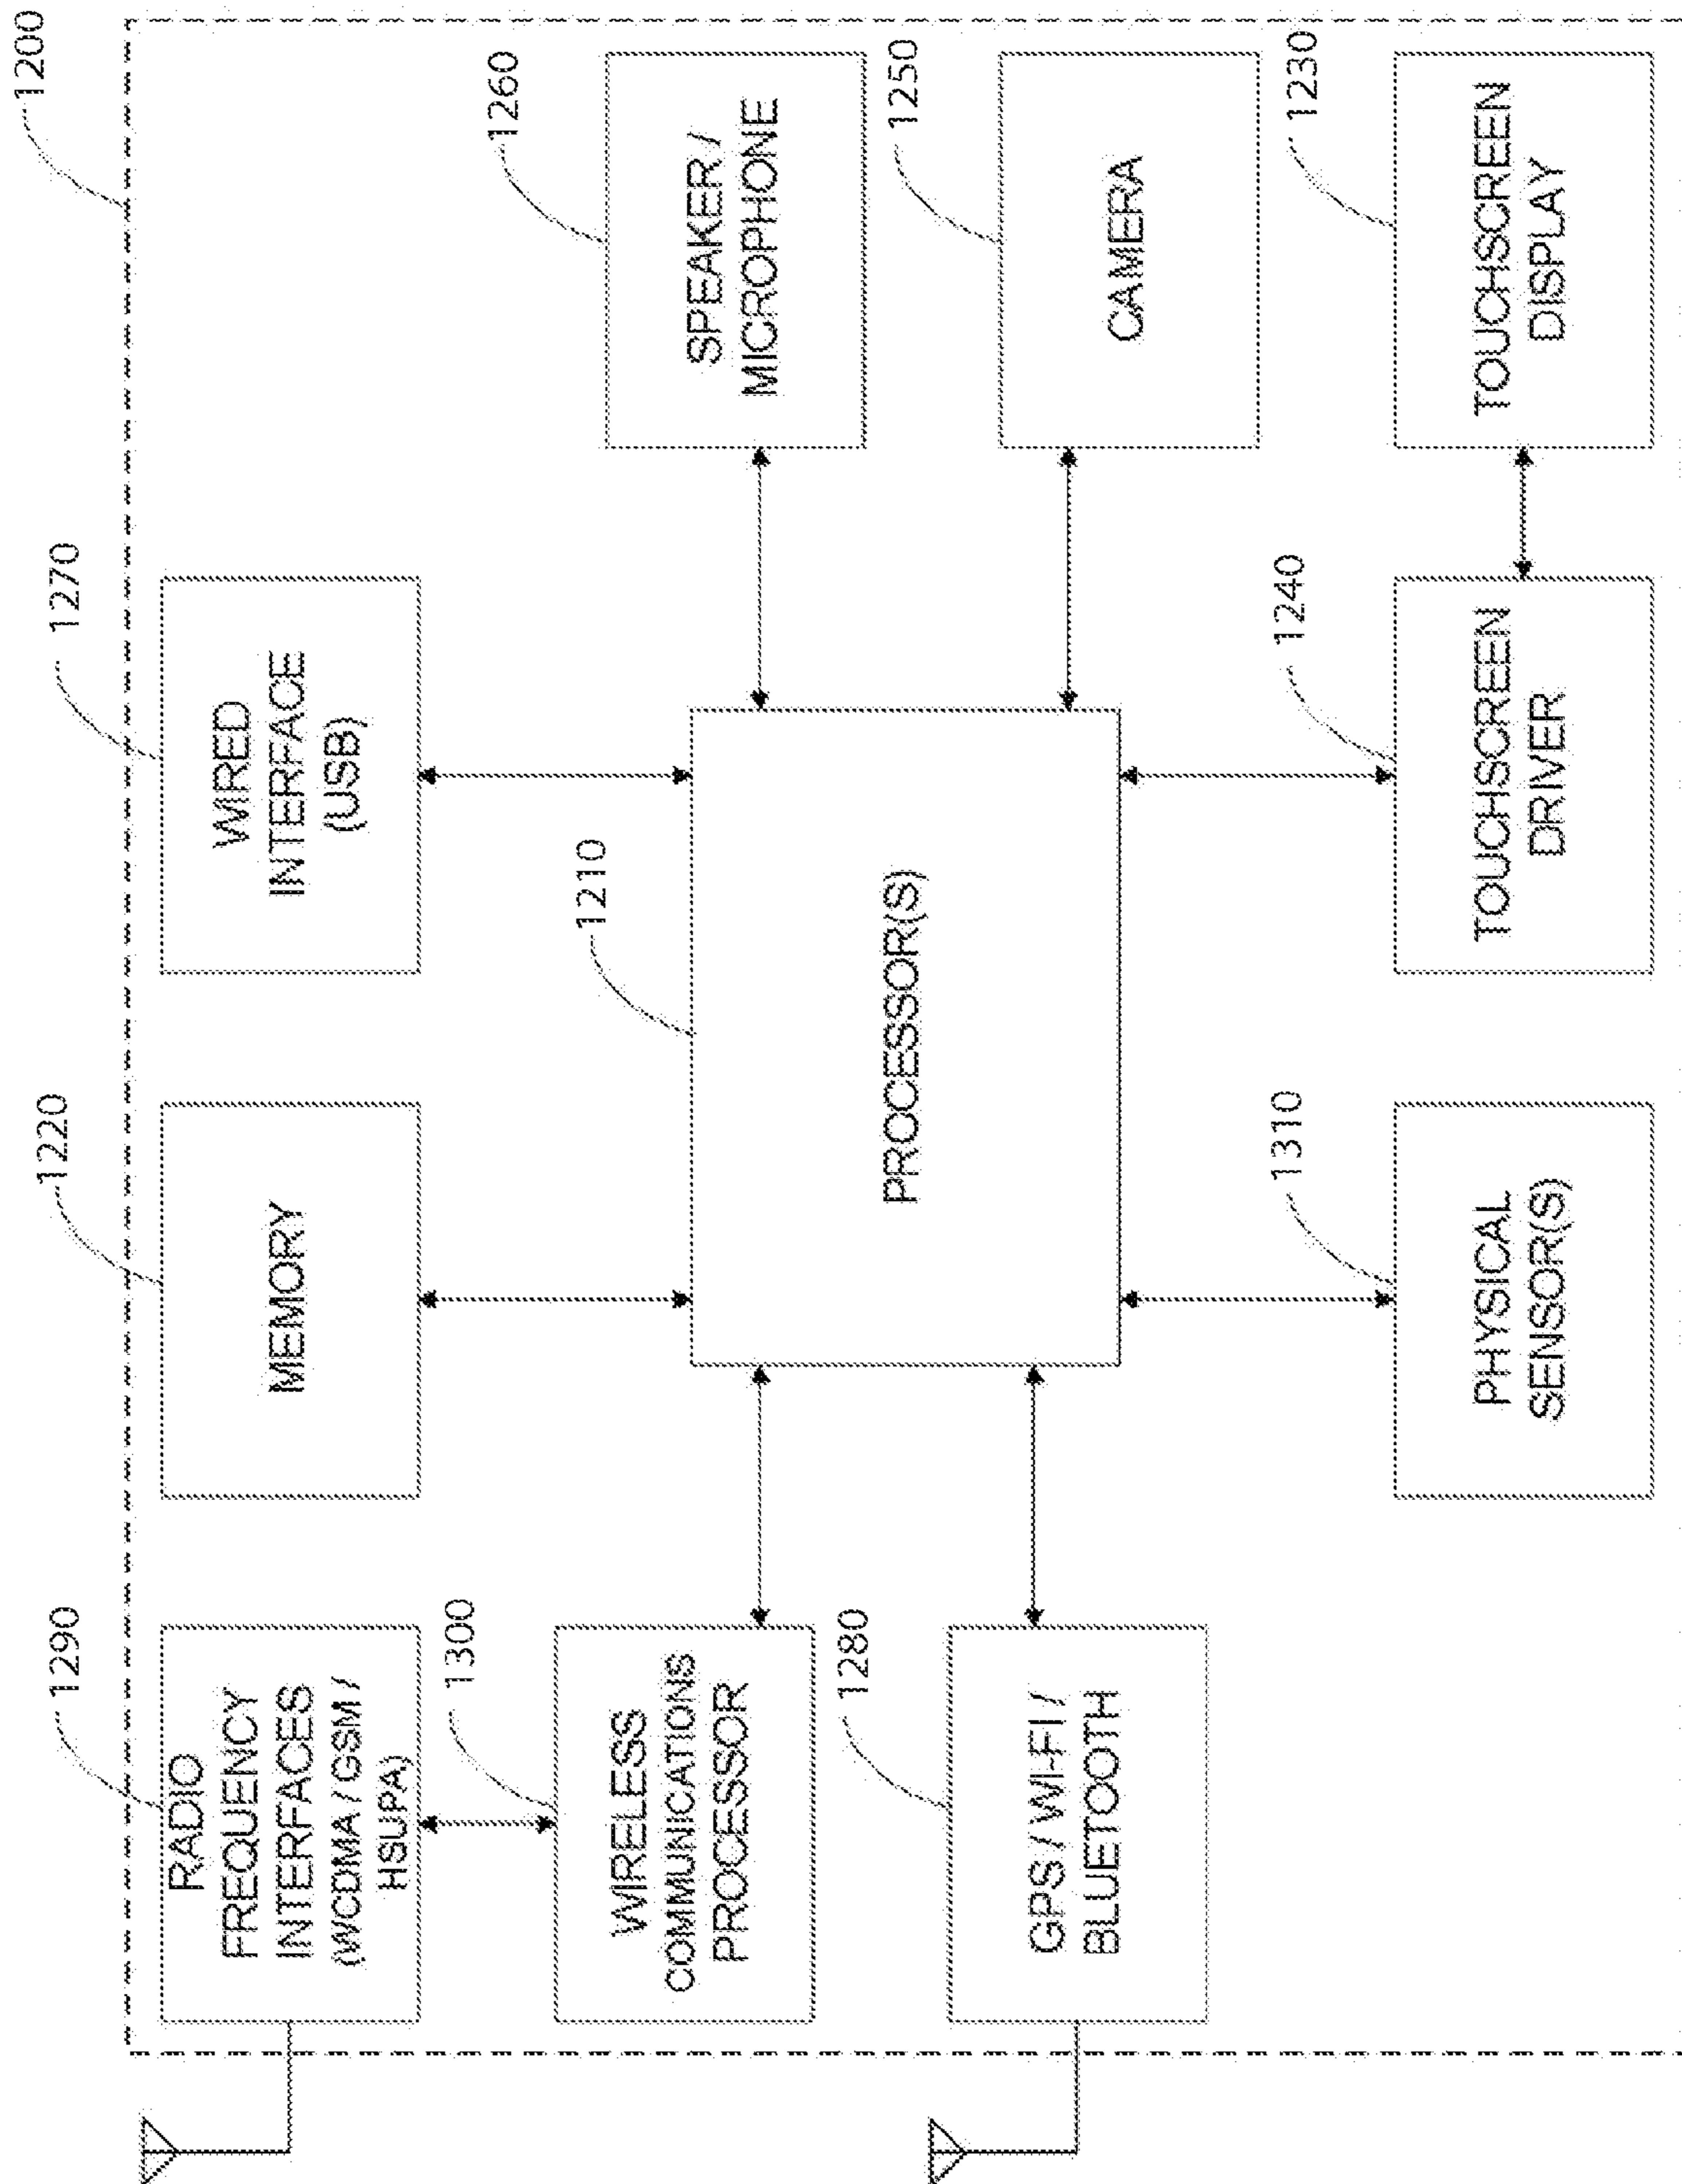 1200
1290
RADIO
FREQUENCY
INTERFACES
(WCDMA / GSM /
HSUPA)
1220
MEMORY
1270
WIRED
INTERFACE
(USB)
1300
WIRELESS
COMMUNICATIONS
PROCESSOR
1210
PROCESSOR(S)
1260
SPEAKER /
MICROPHONE
1280
GPS / WI-FI /
BLUETOOTH
1250
CAMERA
1310
PHYSICAL
SENSOR(S)
1240
TOUCHSCREEN
DRIVER
1230
TOUCHSCREEN
DISPLAY